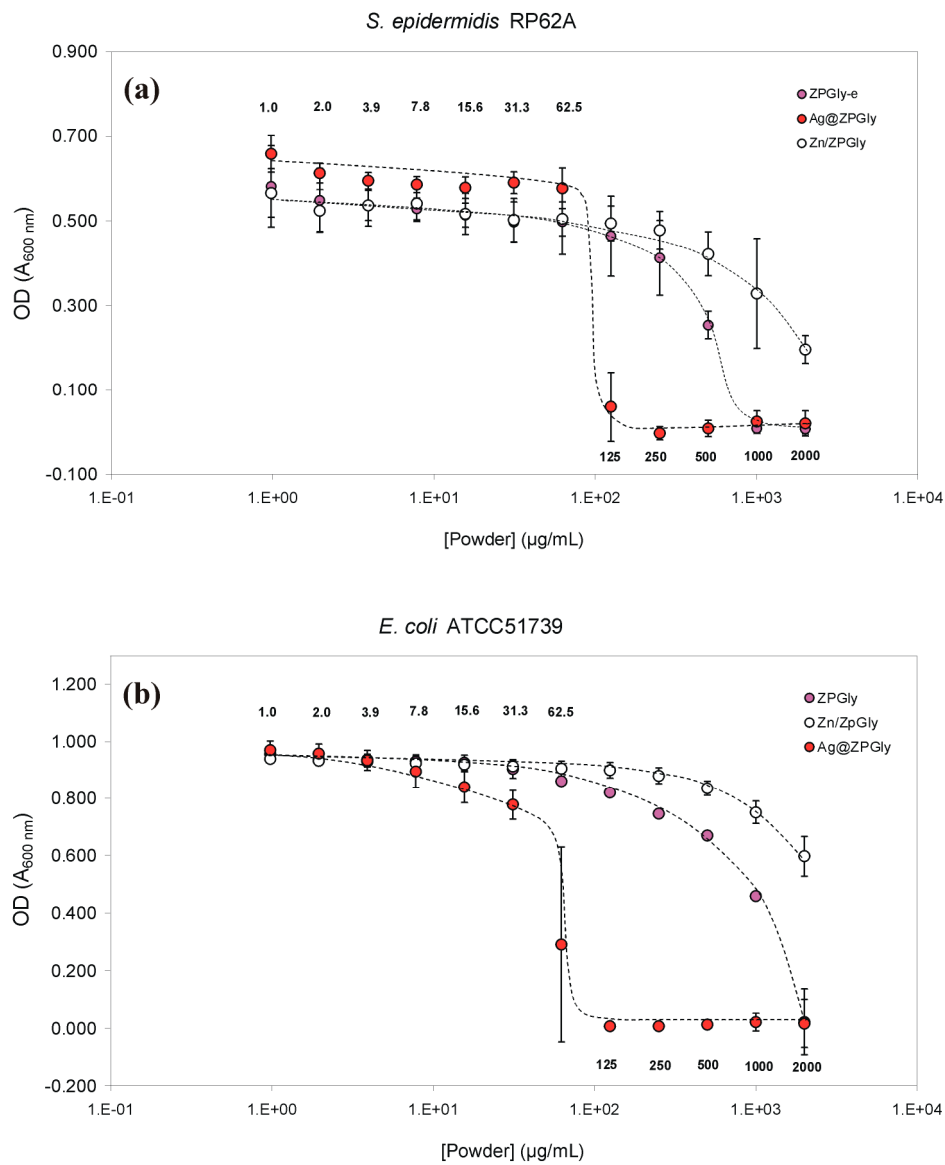 S. epidermidis RP62A
0.900
(a)
1.0 2.0 3.9 7.8 15.6 31.3 62.5
ZPGly-e
Ag@ZPGly
Zn/ZPGly
0.700
0.500
0.300
0.100
-0.100
OD (A600 nm)
125 250 500 1000 2000
1.E-01 1.E+00 1.E+01 1.E+02 1.E+03 1.E+04
[Powder] (µg/mL)
E. coli ATCC51739
1.200
(b)
1.0 2.0 3.9 7.8 15.6 31.3 62.5
ZPGly
Zn/ZpGly
Ag@ZPGly
1.000
0.800
0.600
0.400
0.200
0.000
-0.200
OD (A600 nm)
125 250 500 1000 2000
1.E-01 1.E+00 1.E+01 1.E+02 1.E+03 1.E+04
[Powder] (µg/mL)